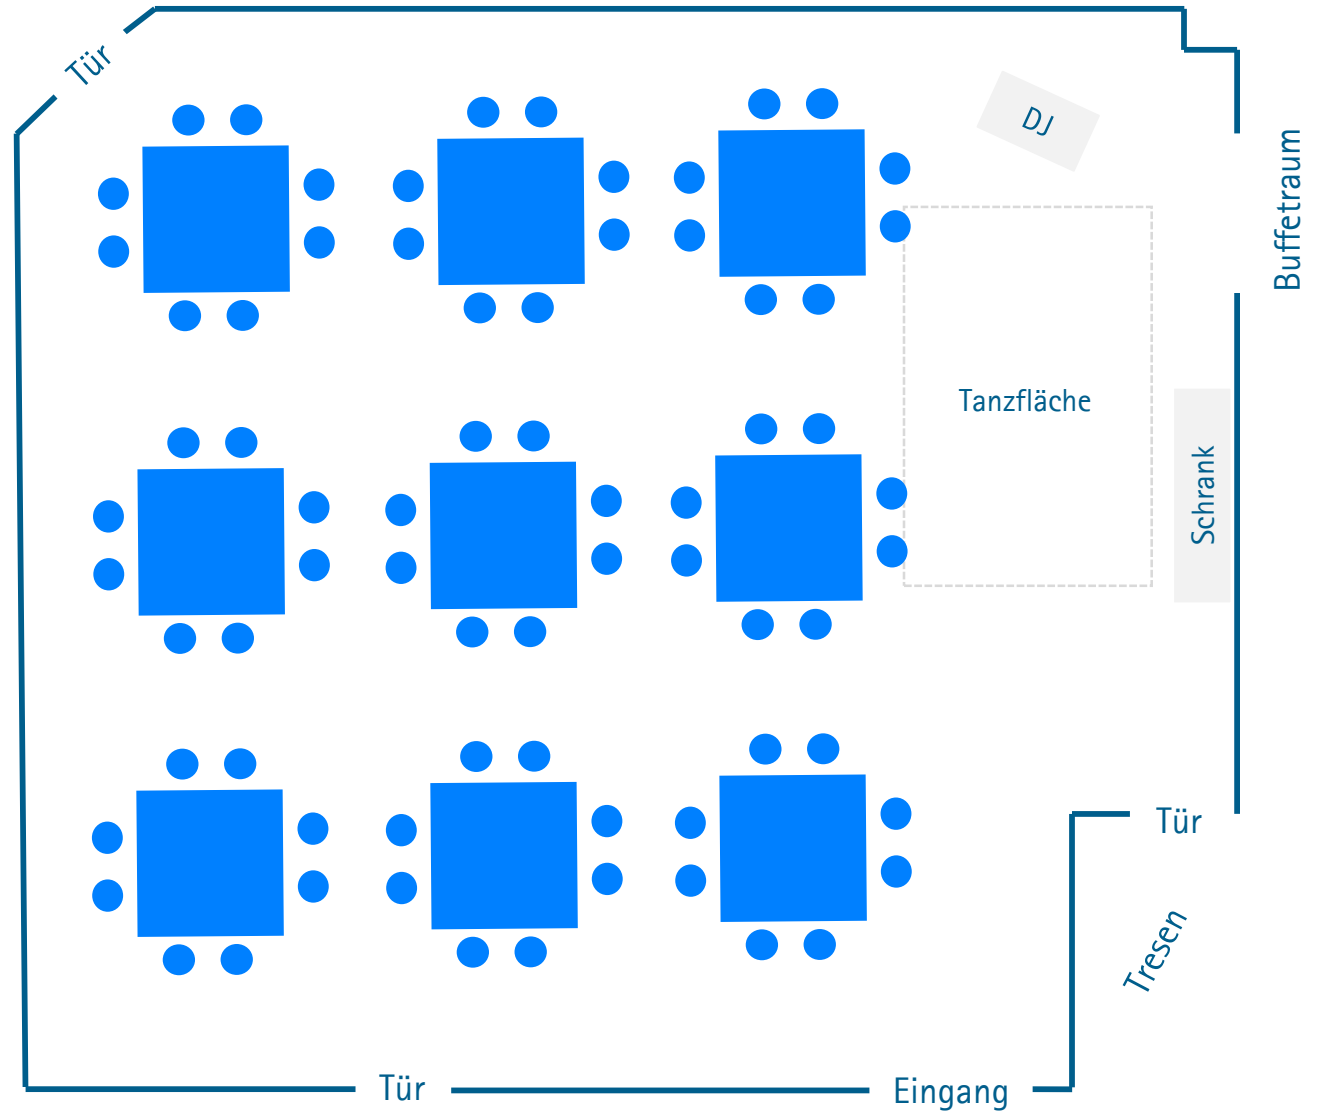 Tür
DJ
Buffetraum
Tanzfläche
Schrank
Tür
Tresen
Tür
Eingang